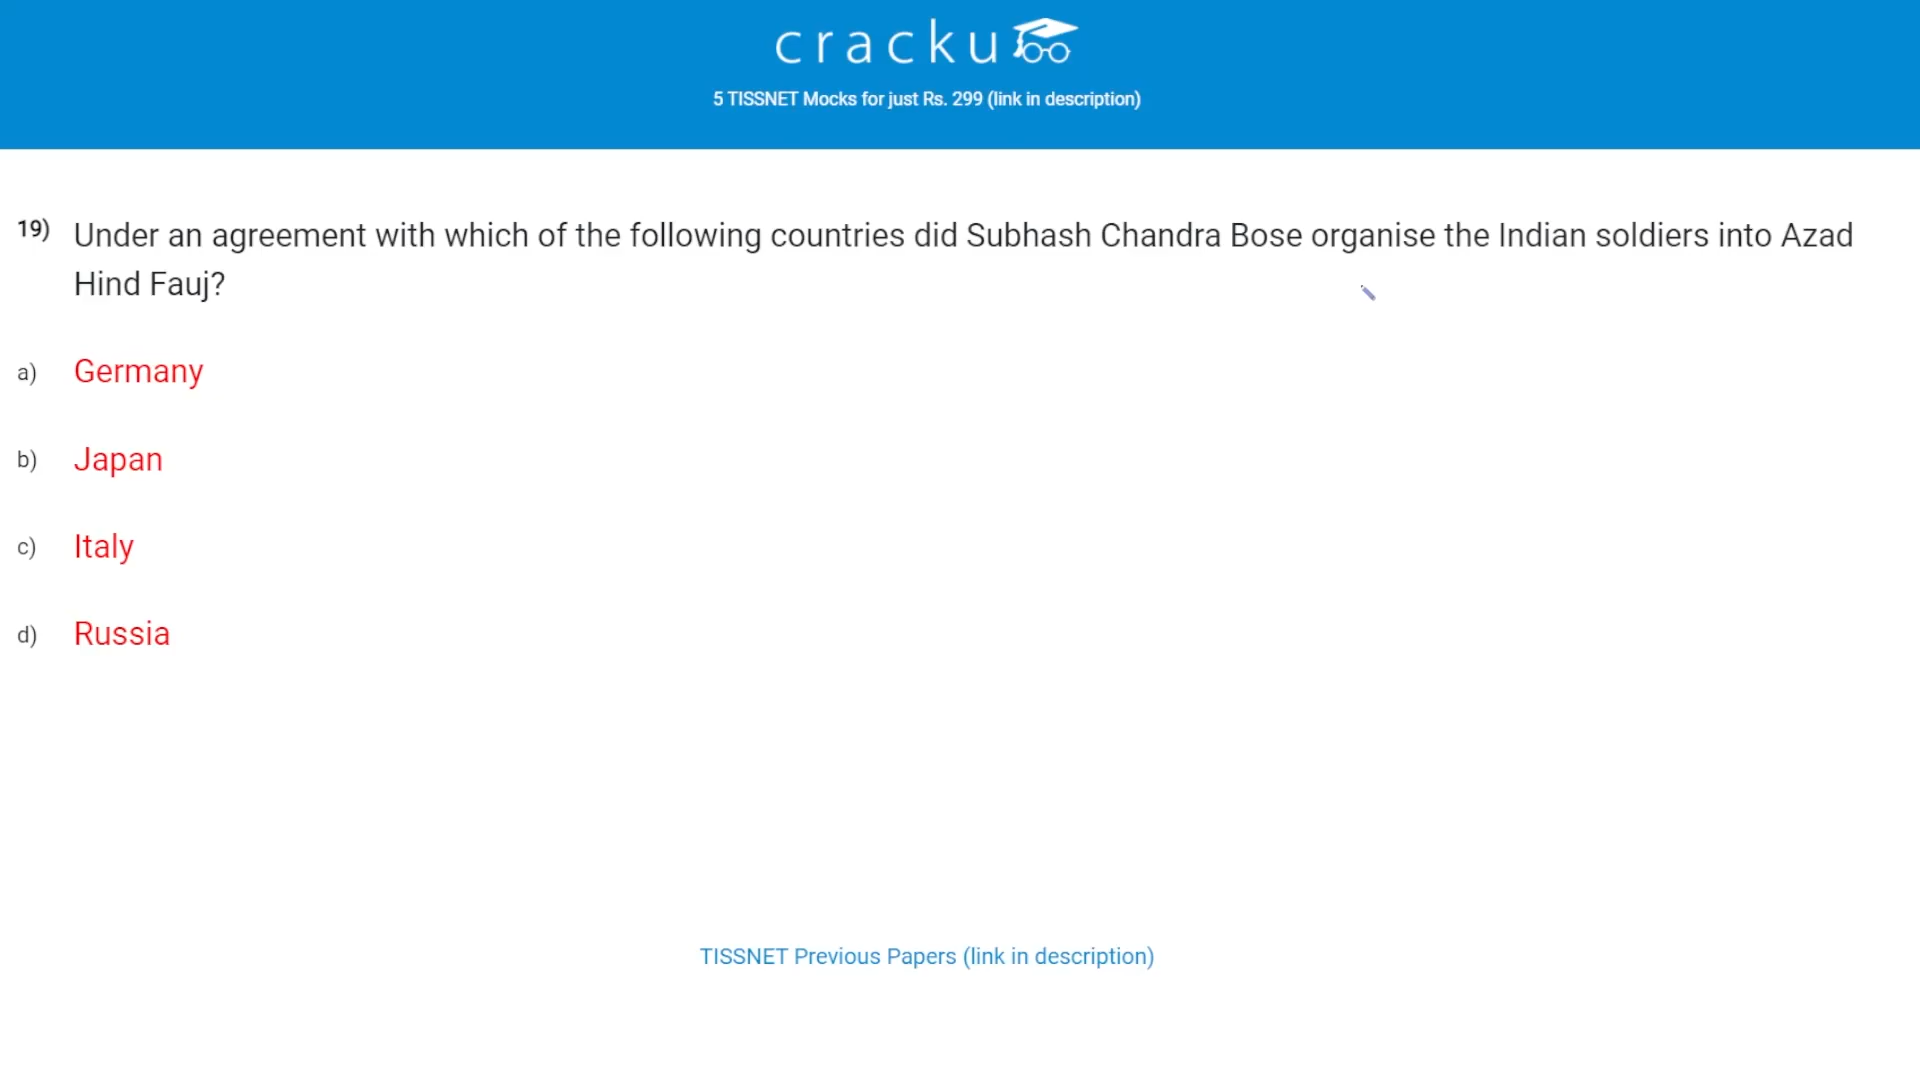 cracku
5 TISSNET Mocks for just Rs. 299 (link in description)
19) Under an agreement with which of the following countries did Subhash Chandra Bose organise the Indian soldiers into Azad
Hind Fauj?
a) Germany
b) Japan
c) Italy
d) Russia
TISSNET Previous Papers (link in description)